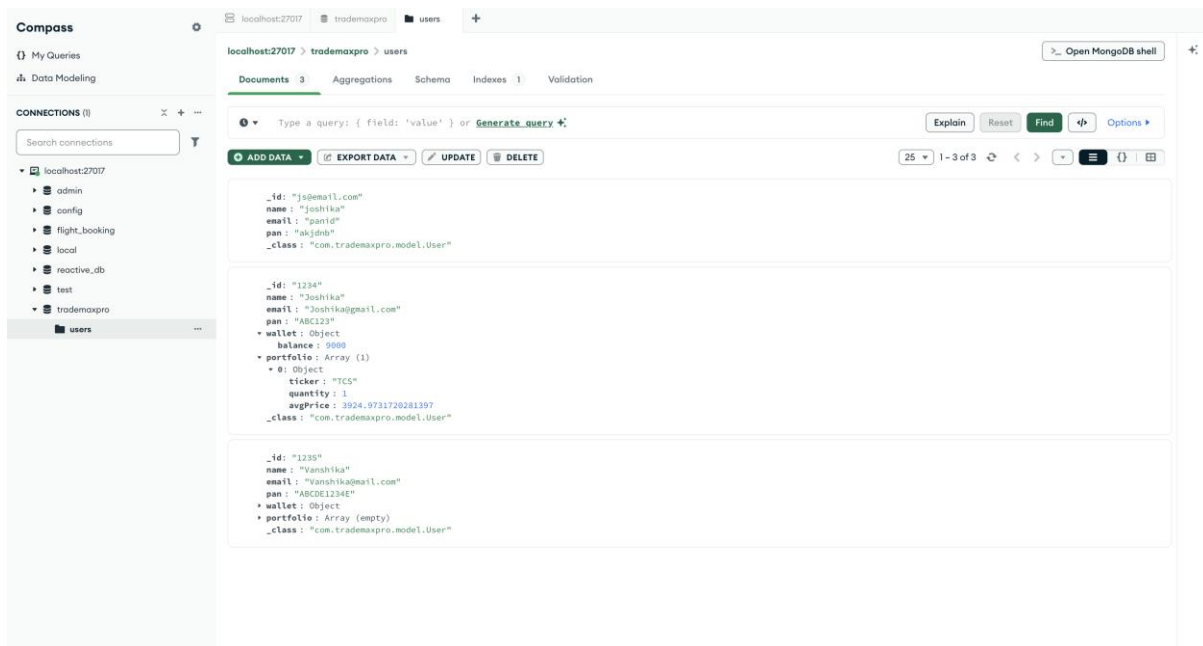 Compass
localhost:27017 trademaxpro users +
{} My Queries
Data Modeling
CONNECTIONS (1)
Search connections
localhost:27017
admin
config
flight_booking
local
reactive_db
test
trademaxpro
users
localhost:27017 > trademaxpro > users
>_ Open MongoDB shell
Documents 3 Aggregations Schema Indexes 1 Validation
Type a query: { field: 'value' } or Generate query
Explain Reset Find </> Options
ADD DATA EXPORT DATA UPDATE DELETE
25 1 - 3 of 3 {}
_id: "js@email.com"
name : "joshika"
email : "panid"
pan : "akjdnb"
_class : "com.trademaxpro.model.User"
_id: "1234"
name : "Joshika"
email : "Joshika@gmail.com"
pan : "ABC123"
wallet : Object
balance : 9000
portfolio : Array (1)
0: Object
ticker : "TCS"
quantity : 1
avgPrice : 3924.9731720281397
_class : "com.trademaxpro.model.User"
_id: "1235"
name : "Vanshika"
email : "Vanshika@mail.com"
pan : "ABCDE1234E"
wallet : Object
portfolio : Array (empty)
_class : "com.trademaxpro.model.User"